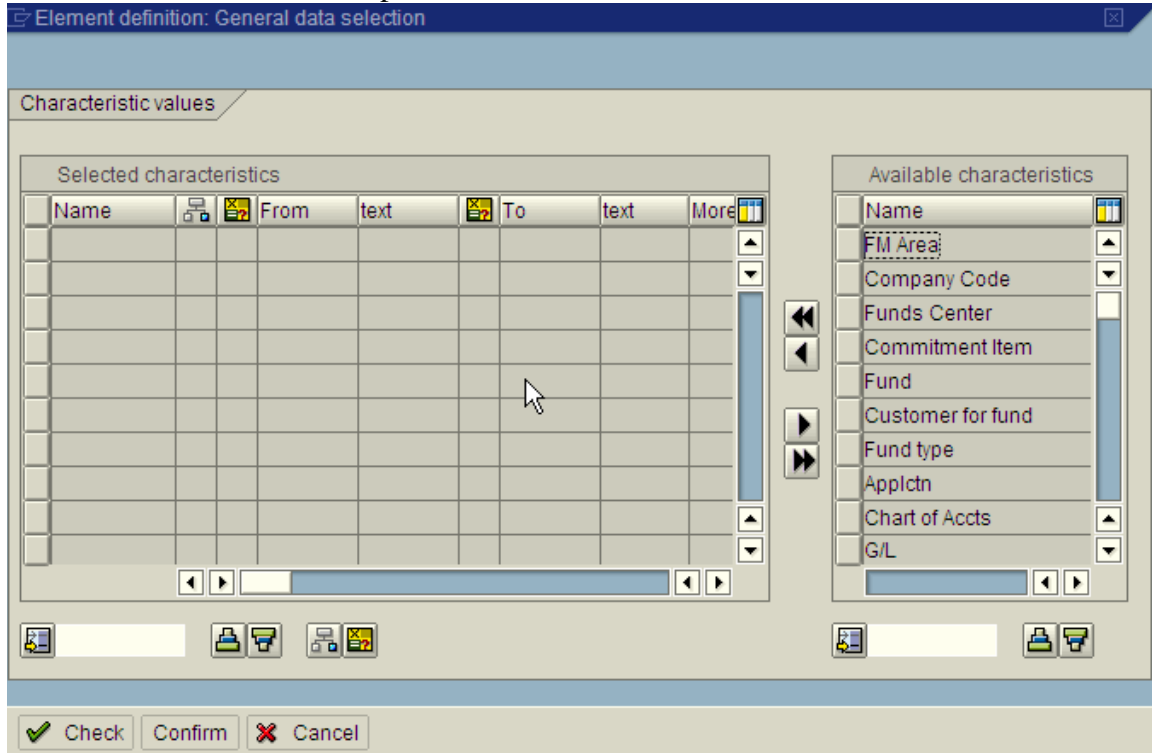 Element definition: General data selection
Characteristic values
Selected characteristics
Name From text To text More
Available characteristics
Name
FM Area
Company Code
Funds Center
Commitment Item
Fund
Customer for fund
Fund type
Applctn
Chart of Accts
G/L
Check Confirm Cancel